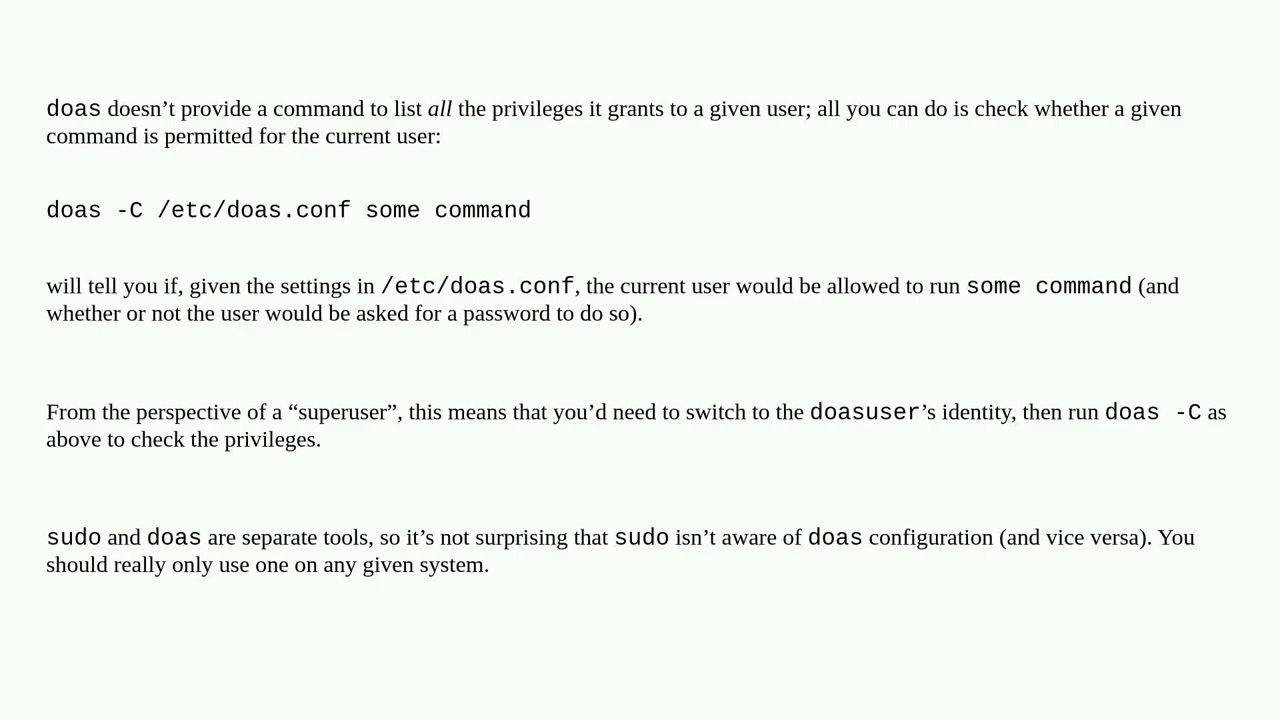 doas doesn’t provide a command to list all the privileges it grants to a given user; all you can do is check whether a given
command is permitted for the current user:
doas -C /etc/doas.conf some command
will tell you if, given the settings in /etc/doas.conf, the current user would be allowed to run some command (and
whether or not the user would be asked for a password to do so).
From the perspective of a “superuser”, this means that you’d need to switch to the doasuser’s identity, then run doas -C as
above to check the privileges.
sudo and doas are separate tools, so it’s not surprising that sudo isn’t aware of doas configuration (and vice versa). You
should really only use one on any given system.